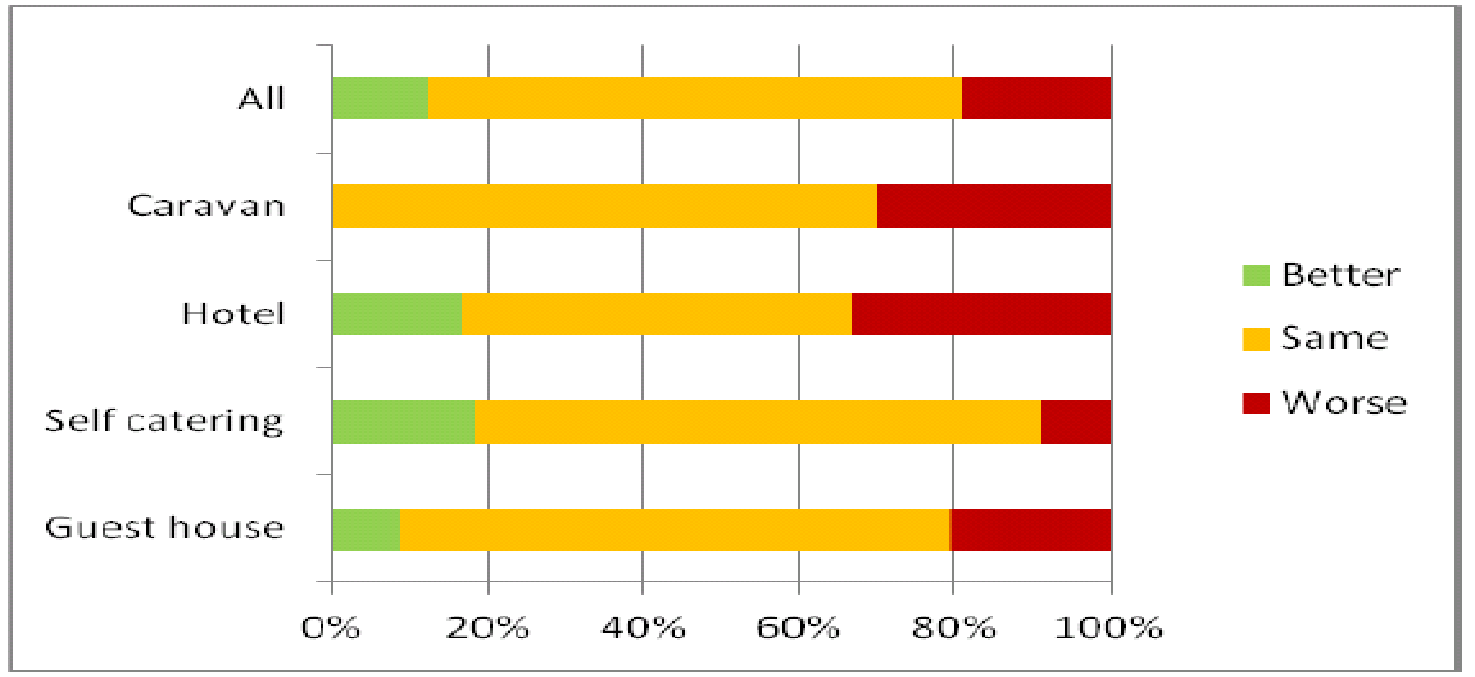 All
Caravan
Hotel
Self catering
Guest house
0% 20% 40% 60% 80% 100%
Better
Same
Worse